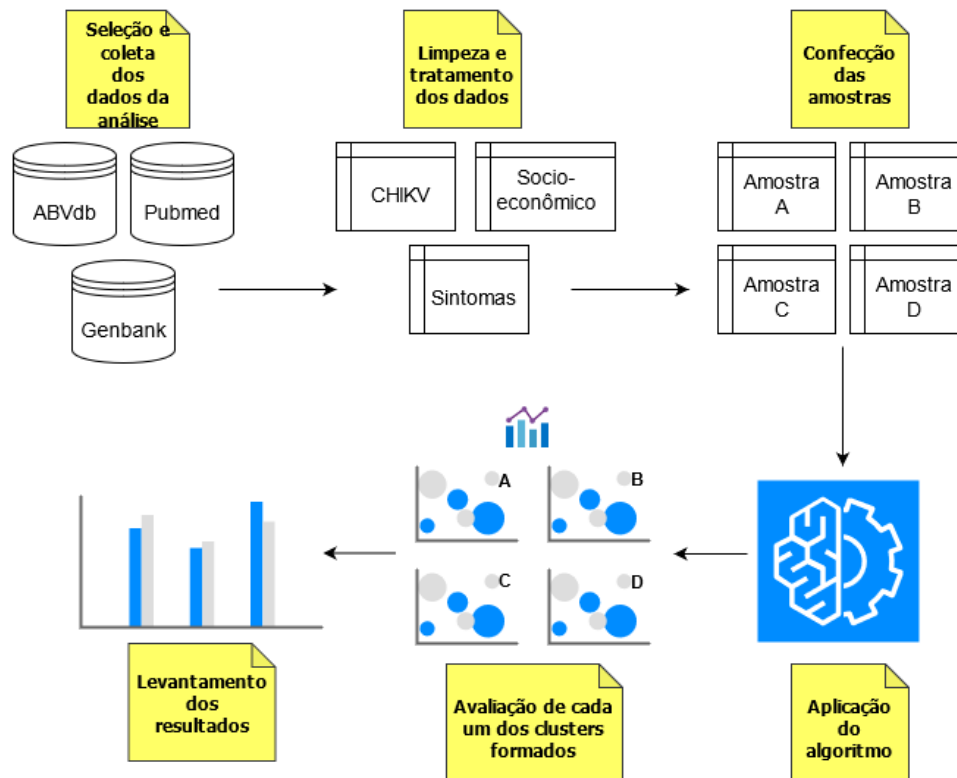 Seleção e
coleta
dos
dados da
análise
Limpeza e
tratamento
dos dados
Confecção
das
amostras
ABVdb
Pubmed
Genbank
CHIKV
Socio-
econômico
Sintomas
Amostra
A
Amostra
B
Amostra
C
Amostra
D
A
B
C
D
Levantamento
dos
resultados
Avaliação de cada
um dos clusters
formados
Aplicação
do
algoritmo